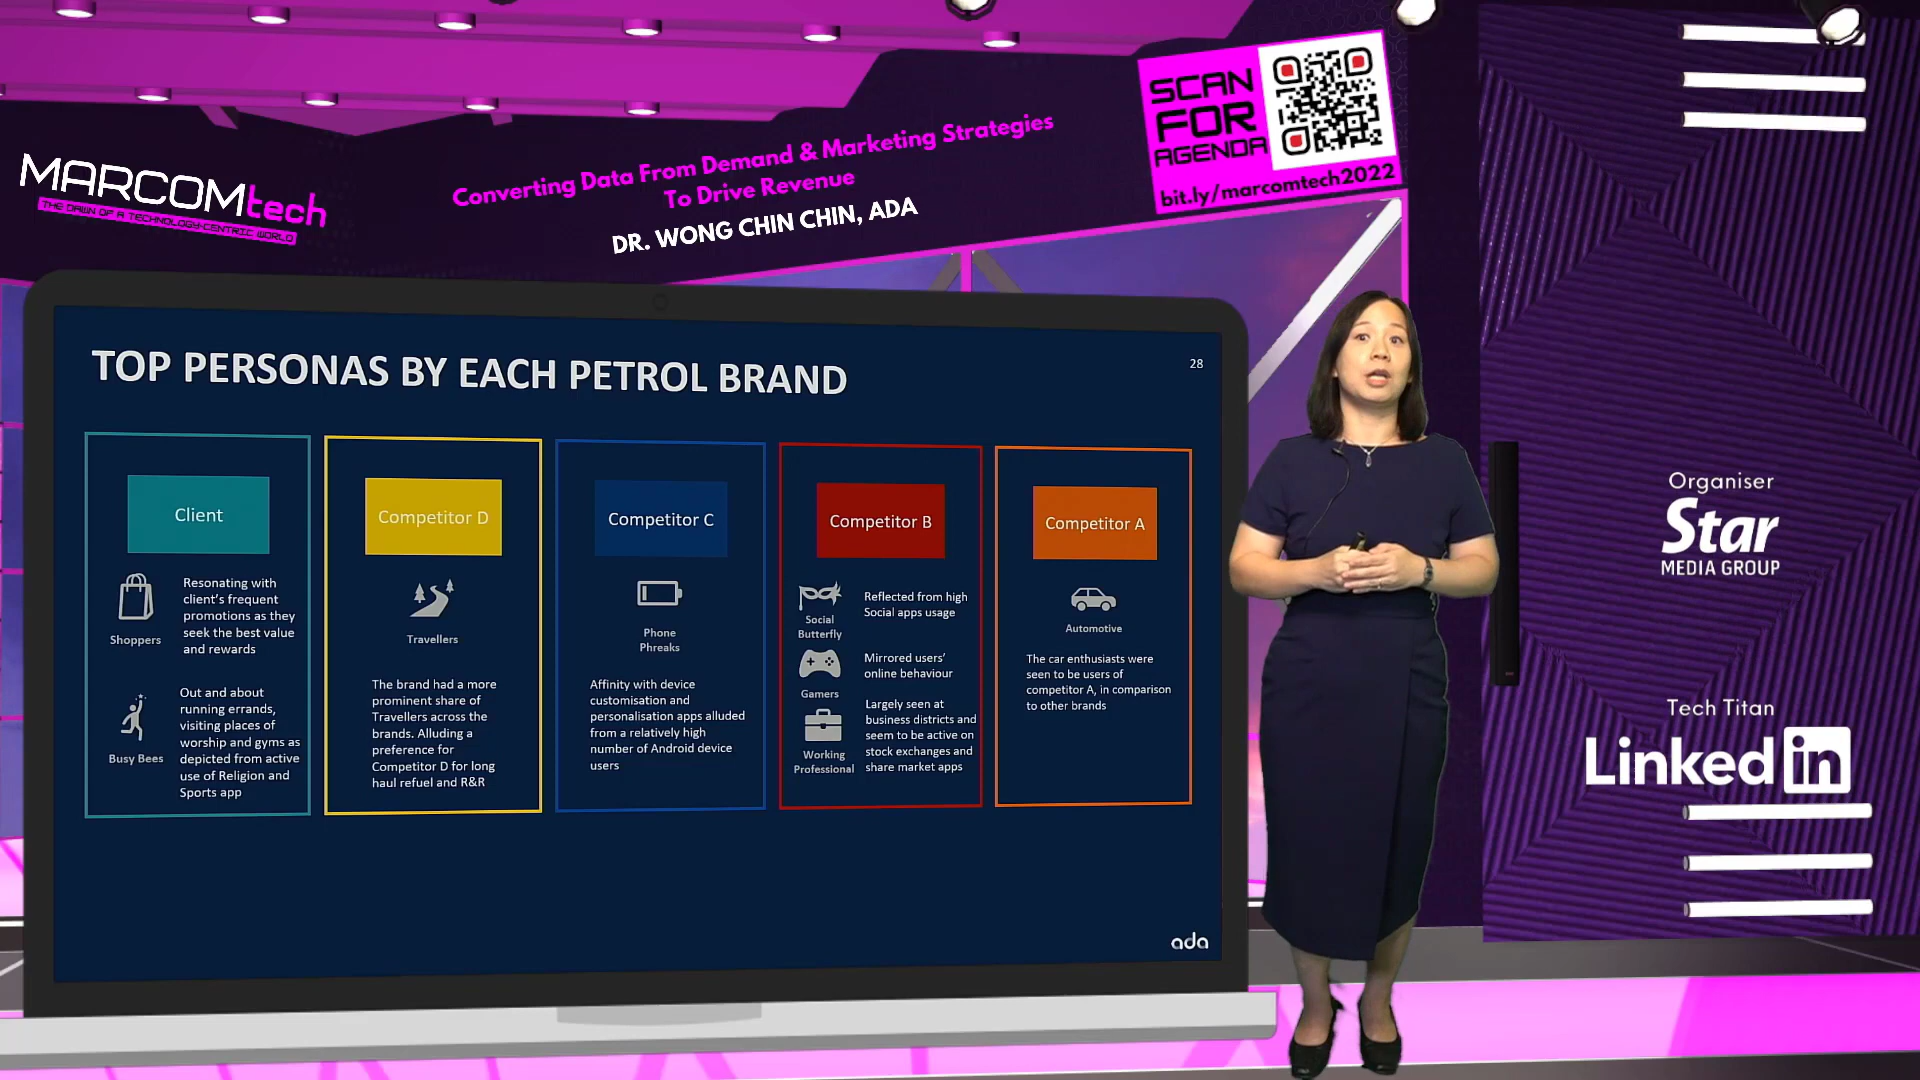 SCAN
FOR
AGENDA
bit.ly/marcomtech2022
MARCOMtech
THE DAWN OF A TECHNOLOGY-CENTRIC WORLD
Converting Data From Demand & Marketing Strategies
To Drive Revenue
DR. WONG CHIN CHIN, ADA
TOP PERSONAS BY EACH PETROL BRAND
28
Client
Shoppers
Resonating with
client's frequent
promotions as they
seek the best value
and rewards
Busy Bees
Out and about
running errands,
visiting places of
worship and gyms as
depicted from active
use of Religion and
Sports app
Competitor D
Travellers
The brand had a more
prominent share of
Travellers across the
brands. Alluding a
preference for
Competitor D for long
haul refuel and R&R
Competitor C
Phone
Phreaks
Affinity with device
customisation and
personalisation apps alluded
from a relatively high
number of Android device
users
Competitor B
Social
Butterfly
Reflected from high
Social apps usage
Gamers
Mirrored users'
online behaviour
Working
Professional
Largely seen at
business districts and
seem to be active on
stock exchanges and
share market apps
Competitor A
Automotive
The car enthusiasts were
seen to be users of
competitor A, in comparison
to other brands
ada
Organiser
Star
MEDIA GROUP
Tech Titan
Linked in